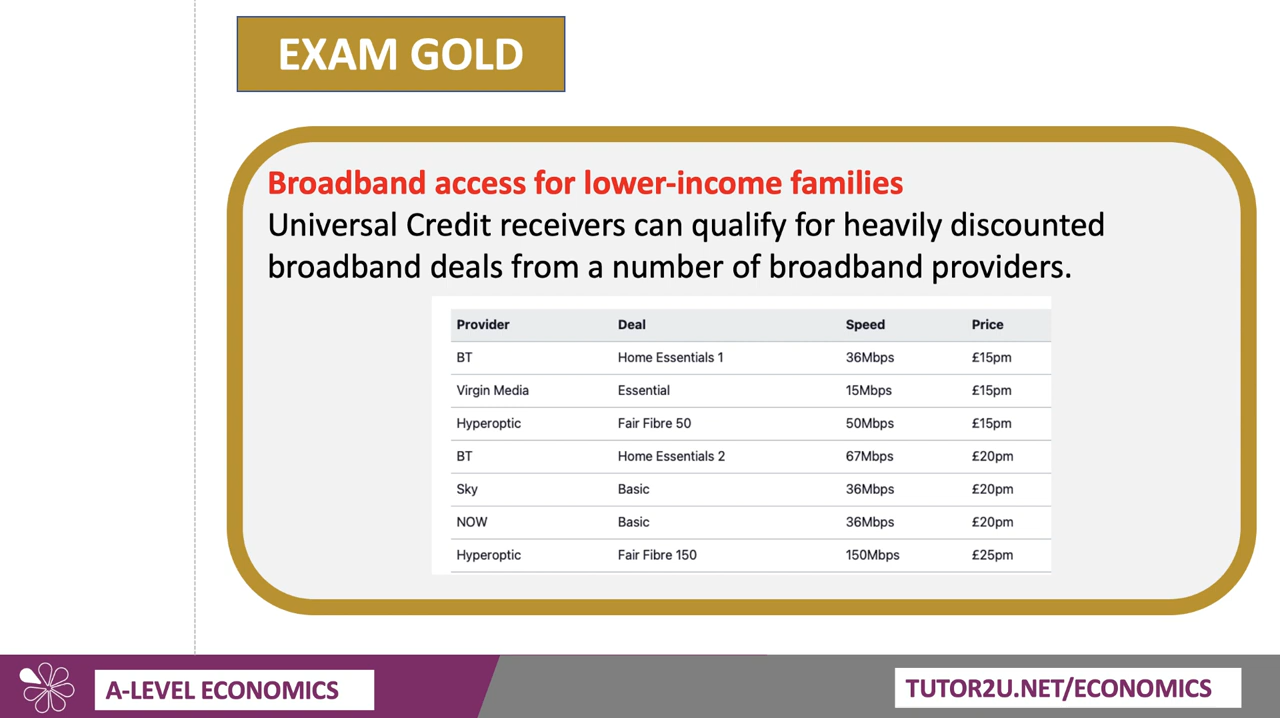 EXAM GOLD
Broadband access for lower-income families
Universal Credit receivers can qualify for heavily discounted
broadband deals from a number of broadband providers.
Provider Deal Speed Price
BT Home Essentials 1 36Mbps £15pm
Virgin Media Essential 15Mbps £15pm
Hyperoptic Fair Fibre 50 50Mbps £15pm
BT Home Essentials 2 67Mbps £20pm
Sky Basic 36Mbps £20pm
NOW Basic 36Mbps £20pm
Hyperoptic Fair Fibre 150 150Mbps £25pm
A-LEVEL ECONOMICS
TUTOR2U.NET/ECONOMICS